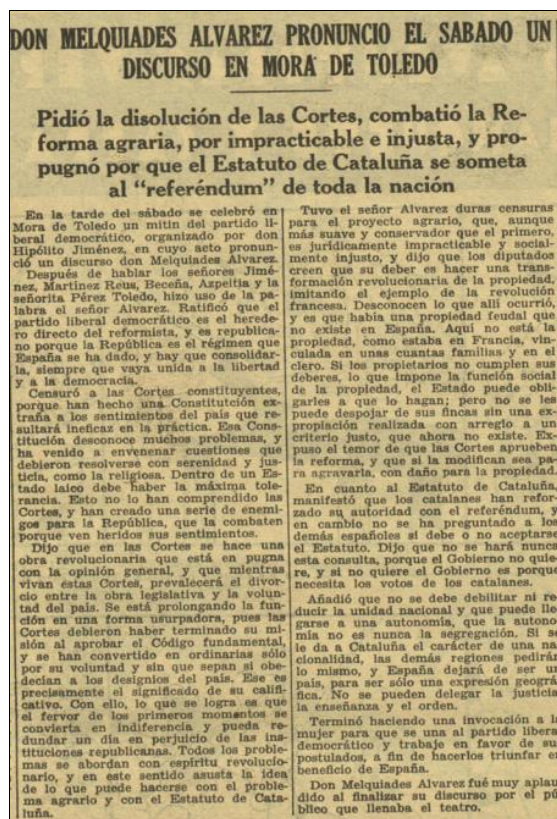 DON MELQUIADES ALVAREZ PRONUNCIO EL SABADO UN
DISCURSO EN MORA DE TOLEDO
Pidió la disolución de las Cortes, combatió la Re-
forma agraria, por impracticable e injusta, y pro-
pugnó por que el Estatuto de Cataluña se someta
al "referéndum" de toda la nación
En la tarde del sábado se celebró en
Mora de Toledo un mitin del partido li-
beral democrático, organizado por don
Hipólito Jiménez, en cuyo acto pronun-
ció un discurso don Melquiades Alvarez.
Después de hablar los señores Jimé-
nez, Martínez Reus, Beceña, Azpeitia y la
señorita Pérez Toledo, hizo uso de la pa-
labra el señor Alvarez. Ratificó que el
partido liberal democrático es el herede-
ro directo del reformista, y es republica-
no porque la República es el régimen que
España se ha dado, y hay que consolidar-
la, siempre que vaya unida a la libertad
y a la democracia.
Censuró a las Cortes constituyentes,
porque han hecho una Constitución ex-
traña a los sentimientos del país que re-
sultará ineficaz en la práctica. Esa Cons-
titución desconoce muchos problemas, y
ha venido a envenenar cuestiones que
debieron resolverse con serenidad y jus-
ticia, como la religiosa. Dentro de un Es-
tado laico debe haber la máxima tole-
rancia. Esto no lo han comprendido las
Cortes, y han creado una serie de enemi-
gos para la República, que la combaten
porque ven heridos sus sentimientos.
Dijo que en las Cortes se hace una
obra revolucionaria que está en pugna
con la opinión general, y que mientras
vivan estas Cortes, prevalecerá el divor-
cio entre la obra legislativa y la volun-
tad del país. Se está prolongando la fun-
ción en una forma usurpadora, pues las
Cortes debieron haber terminado su mi-
sión al aprobar el Código fundamental,
y se han convertido en ordinarias sólo
por su voluntad y sin que sepan si obe-
decían a los designios del país. Ese es
precisamente el significado de su califi-
cativo. Con ello, lo que se logra es que
el fervor de los primeros momentos se
convierta en indiferencia y pueda re-
dundar un día en perjuicio de las ins-
tituciones republicanas. Todos los proble-
mas se abordan con espíritu revolucio-
nario, y en este sentido asusta la idea
de lo que puede hacerse con el proble-
ma agrario y con el Estatuto de Cata-
luña.
Tuvo el señor Alvarez duras censuras
para el proyecto agrario, que, aunque
más suave y conservador que el primero,
es jurídicamente impracticable y social-
mente injusto, y dijo que los diputados
creen que su deber es hacer una trans-
formación revolucionaria de la propiedad,
imitando el ejemplo de la revolución
francesa. Desconocen lo que allí ocurrió,
y es que había una propiedad feudal que
no existe en España. Aquí no está la
propiedad, como estaba en Francia, vin-
culada en unas cuantas familias y en el
clero. Si los propietarios no cumplen sus
deberes, lo que impone la función social
de la propiedad, el Estado puede obli-
garles a que lo hagan; pero no se les
puede despojar de sus fincas sin una ex-
propiación realizada con arreglo a un
criterio justo, que ahora no existe. Ex-
puso el temor de que las Cortes aprueben
la reforma, y que si la modifican sea pa-
ra agravarla, con daño para la propiedad.
En cuanto al Estatuto de Cataluña,
manifestó que los catalanes han refor-
zado su autoridad con el referéndum, y
en cambio no se ha preguntado a los
demás españoles si debe o no aceptarse
el Estatuto. Dijo que no se hará nunca
esta consulta, porque el Gobierno no quie-
re, y si no quiere el Gobierno es porque
necesita los votos de los catalanes.
Añadió que no se debe debilitar ni re-
ducir la unidad nacional y que puede lle-
garse a una autonomía, que la autono-
mía no es nunca la segregación. Si se
le da a Cataluña el carácter de una na-
cionalidad, las demás regiones pedirán
lo mismo, y España dejará de ser un
país, para ser sólo una expresión geográ-
fica. No se pueden delegar la justicia,
la enseñanza y el orden.
Terminó haciendo una invocación a la
mujer para que se una al partido liberal
democrático y trabaje en favor de sus
postulados, a fin de hacerlos triunfar en
beneficio de España.
Don Melquiades Alvarez fué muy aplau-
dido al finalizar su discurso por el pú-
blico que llenaba el teatro.